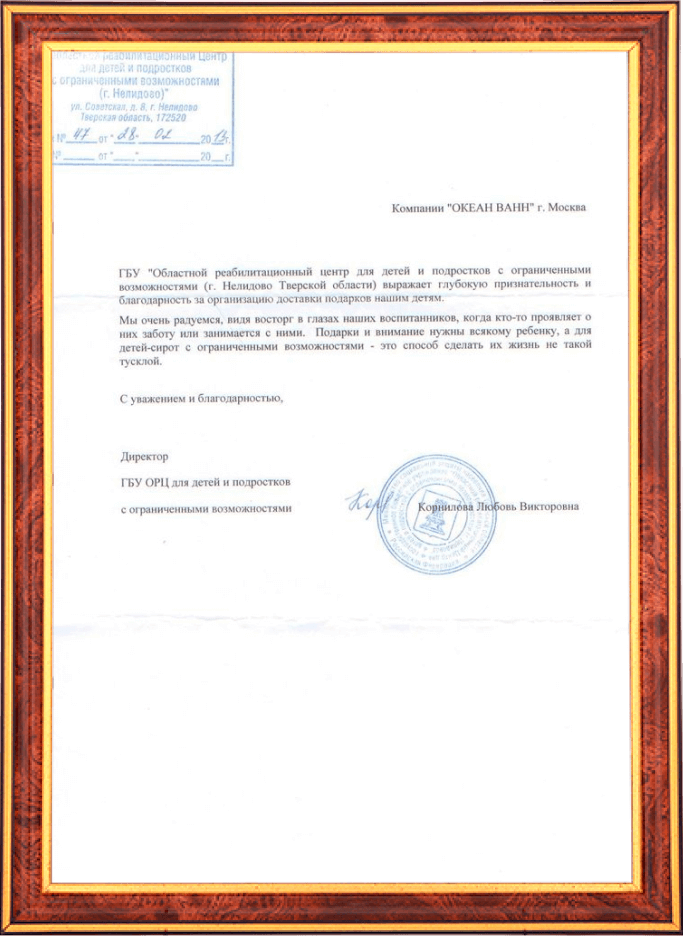 Областной реабилитационный Центр
для детей и подростков
с ограниченными возможностями
(г. Нелидово)"
ул. Советская, д. 8, г. Нелидово
Тверская область, 172520
№ 47 от "28" 02 2013г.
№ от " " 20 г.
Компании "ОКЕАН ВАНН" г. Москва
ГБУ "Областной реабилитационный центр для детей и подростков с ограниченными
возможностями (г. Нелидово Тверской области) выражает глубокую признательность и
благодарность за организацию доставки подарков нашим детям.
Мы очень радуемся, видя восторг в глазах наших воспитанников, когда кто-то проявляет о
них заботу или занимается с ними. Подарки и внимание нужны всякому ребенку, а для
детей-сирот с ограниченными возможностями - это способ сделать их жизнь не такой
тусклой.
С уважением и благодарностью,
Директор
ГБУ ОРЦ для детей и подростков
с ограниченными возможностями
Корнилова Любовь Викторовна